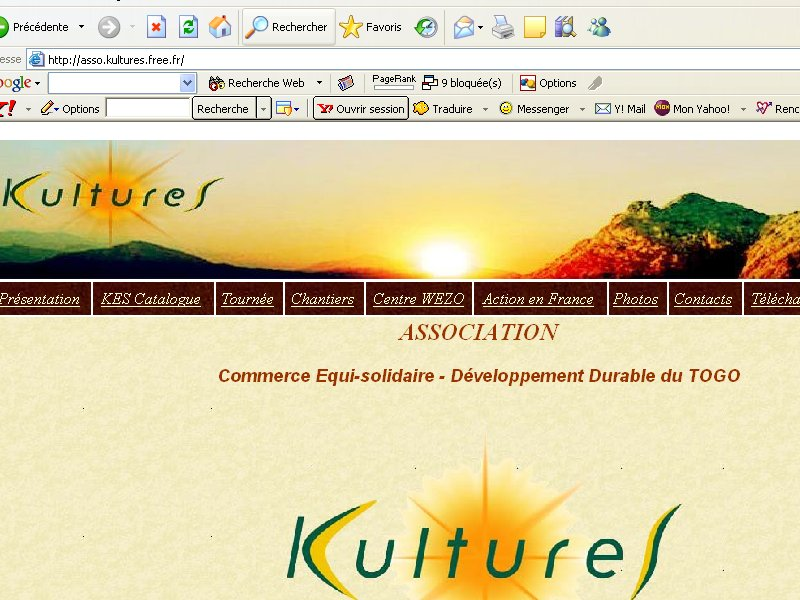 Précédente Rechercher Favoris
esse http://asso.kultures.free.fr/
oogle Recherche Web PageRank 9 bloquée(s) Options
Y! Options Recherche Ouvrir session Traduire Messenger Y! Mail Mon Yahoo! Renc
KultureS
Présentation KES Catalogue Tournée Chantiers Centre WEZO Action en France Photos Contacts Télécha
ASSOCIATION
Commerce Equi-solidaire - Développement Durable du TOGO
KultureS